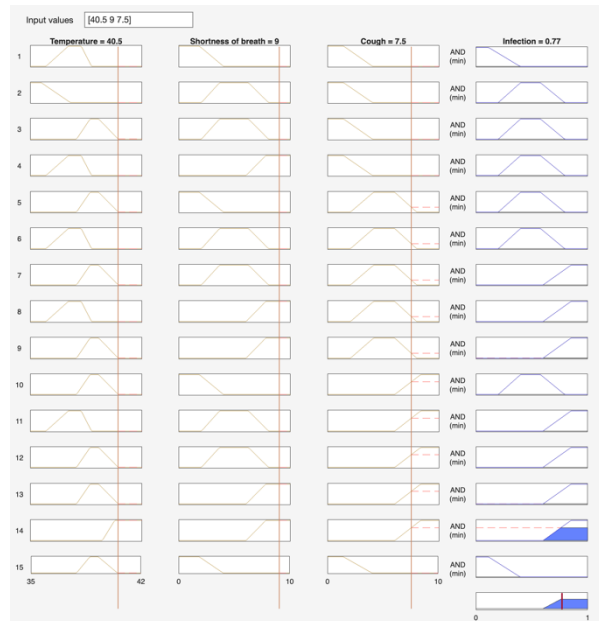 Input values [40.5 9 7.5]
Temperature = 40.5 Shortness of breath = 9 Cough = 7.5 Infection = 0.77
1 AND (min)
2 AND (min)
3 AND (min)
4 AND (min)
5 AND (min)
6 AND (min)
7 AND (min)
8 AND (min)
9 AND (min)
10 AND (min)
11 AND (min)
12 AND (min)
13 AND (min)
14 AND (min)
15 AND (min)
35 42 0 10 0 10
0 1